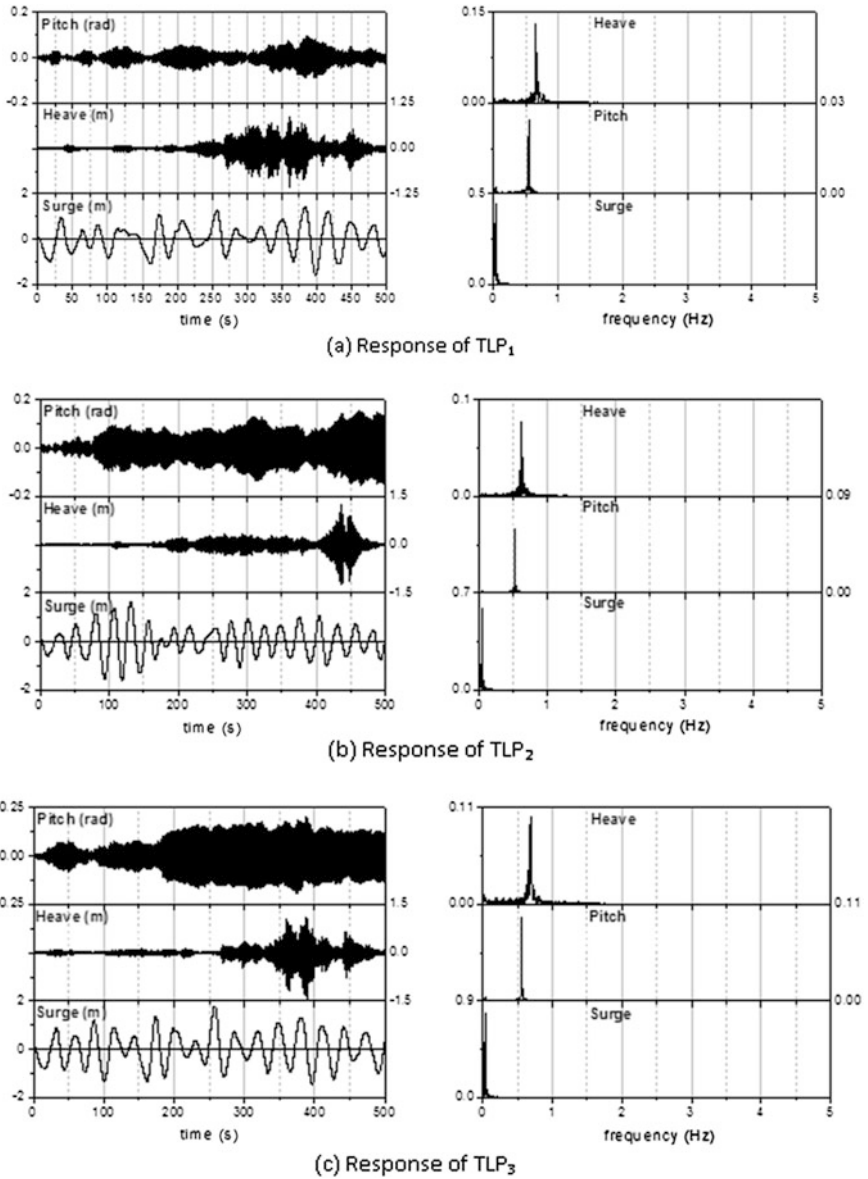 0.2 Pitch (rad) 0.15 Heave
0.0
-0.2 1.25 0.00 0.03
Heave (m) 0.00 Pitch
2 -1.25 0.5 0.00
Surge (m) Surge
0
-2 0.0
0 50 100 150 200 250 300 350 400 450 500 0 1 2 3 4 5
time (s) frequency (Hz)
(a) Response of TLP1
0.2 Pitch (rad) 0.1 Heave
0.0
-0.2 1.5 0.0 0.09
Heave (m) 0.0 Pitch
2 -1.5 0.7 0.00
Surge (m) Surge
0
-2 0.0
0 100 200 300 400 500 0 1 2 3 4 5
time (s) frequency (Hz)
(b) Response of TLP2
0.25 Pitch (rad) 0.11 Heave
0.00
0.25 1.5 0.00 0.11
Heave (m) 0.0 Pitch
2 -1.5 0.9 0.00
Surge (m) Surge
0
-2 0.0
0 100 200 300 400 500 0 1 2 3 4 5
time (s) frequency (Hz)
(c) Response of TLP3